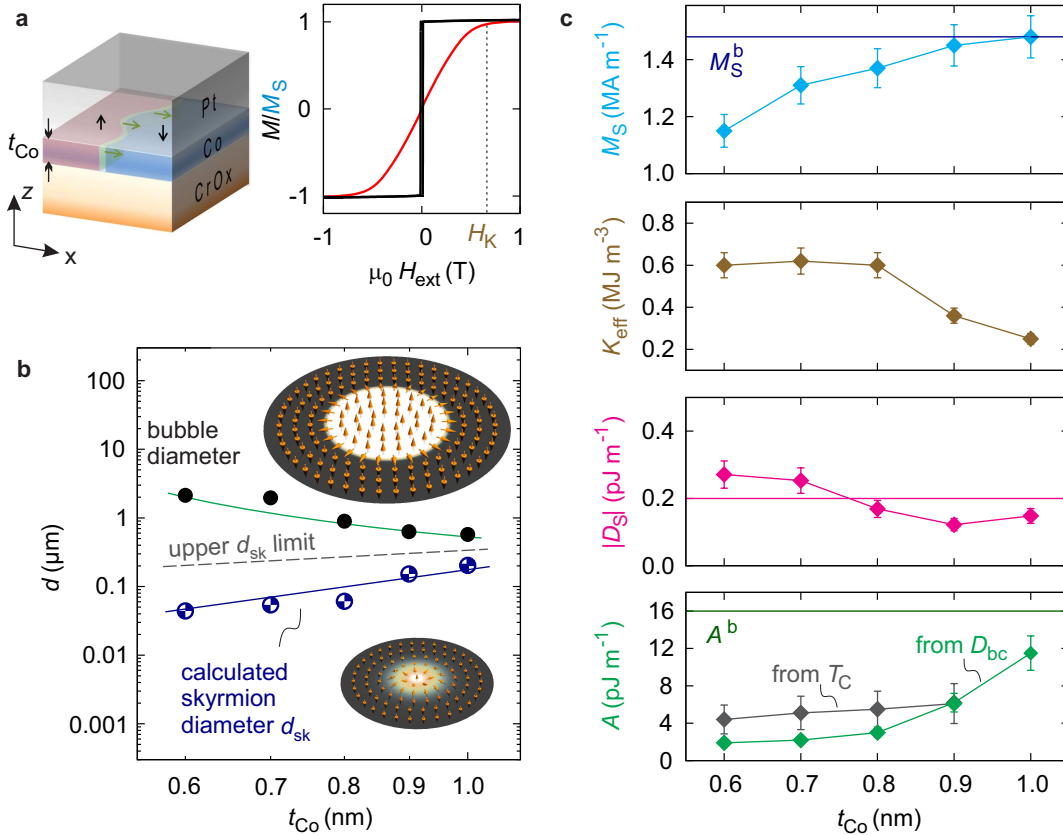 a
Pt
Co
CrOx
t_Co
z
x
M/M_S
1
0
-1
-1
0
H_K
1
μ₀ H_ext (T)
b
100
10
1
0.1
0.01
0.001
d (μm)
bubble
diameter
upper d_sk limit
calculated
skyrmion
diameter d_sk
0.6
0.7
0.8
0.9
1.0
t_Co (nm)
c
1.4
1.2
1.0
M_S (MA m⁻¹)
M_S^b
0.8
0.6
0.4
0.2
K_eff (MJ m⁻³)
0.4
0.2
0.0
|D_S| (pJ m⁻¹)
16
12
8
4
0
A (pJ m⁻¹)
A^b
from D_bc
from T_C
0.6
0.7
0.8
0.9
1.0
t_Co (nm)